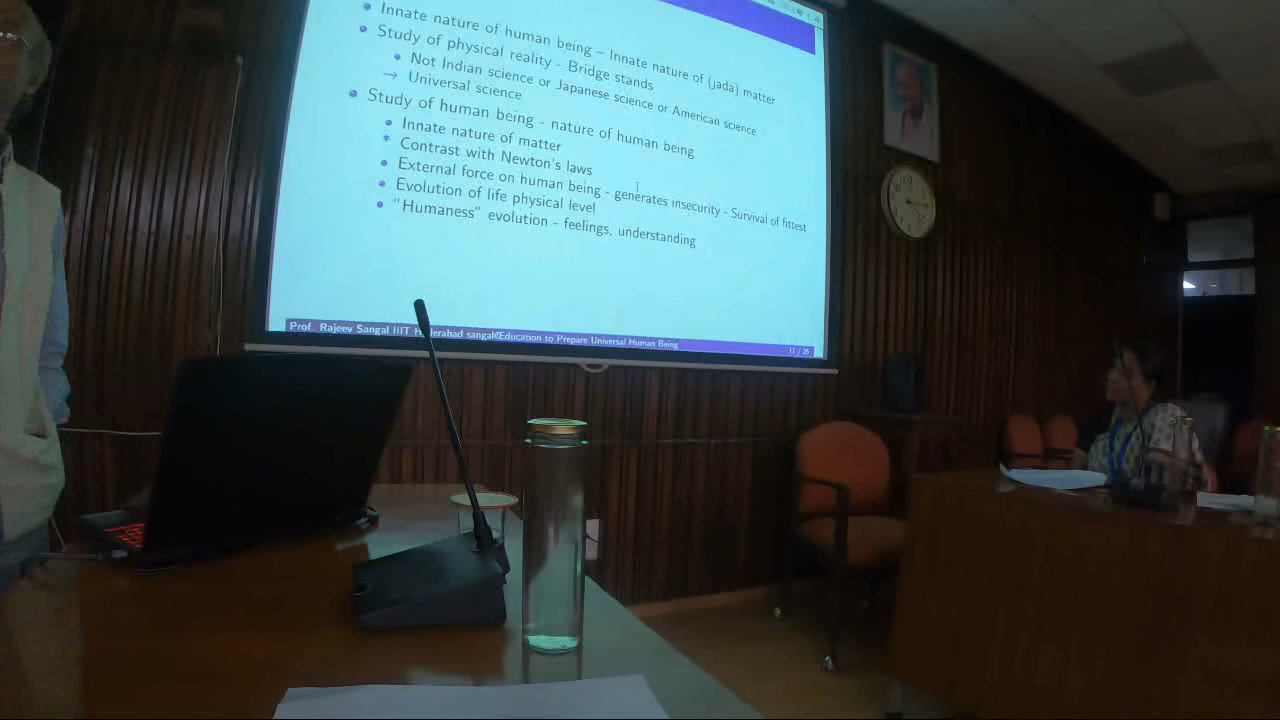 Innate nature of human being – Innate nature of (jada) matter
Study of physical reality - Bridge stands
Not Indian science or Japanese science or American science
→ Universal science
Study of human being - nature of human being
Innate nature of matter
* Contrast with Newton's laws
External force on human being - generates insecurity - Survival of fittest
Evolution of life physical level
"Humaness" evolution - feelings, understanding
Prof. Rajeev Sangal IIIT Hyderabad sangal@ Education to Prepare Universal Human Being 11 / 26